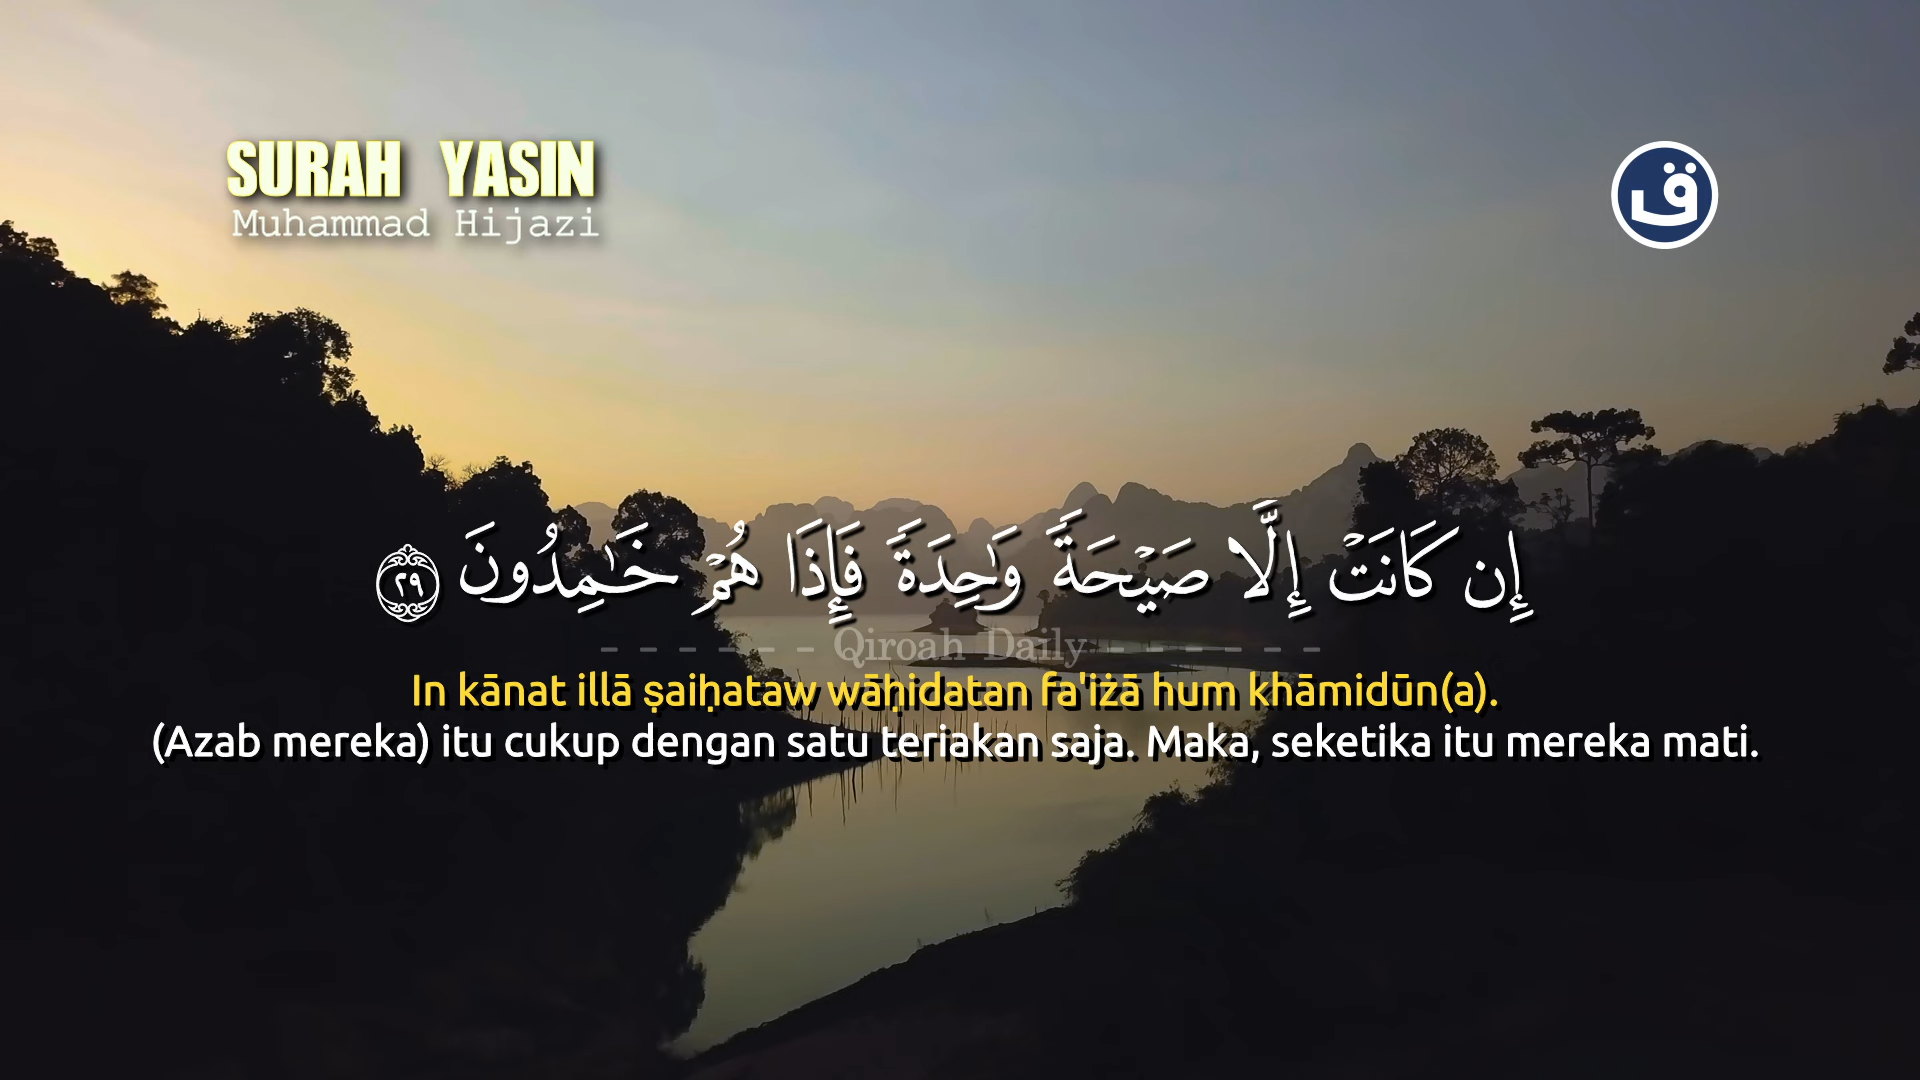 SURAH YASIN
Muhammad Hijazi
ق
إِن كَانَتْ إِلَّا صَيْحَةً وَٰحِدَةً فَإِذَا هُمْ خَـٰمِدُونَ ٢٩
- - - - - - Qiroah Daily - - - - - - -
In kānat illā ṣaiḥataw wāḥidatan fa'iżā hum khāmidūn(a).
(Azab mereka) itu cukup dengan satu teriakan saja. Maka, seketika itu mereka mati.